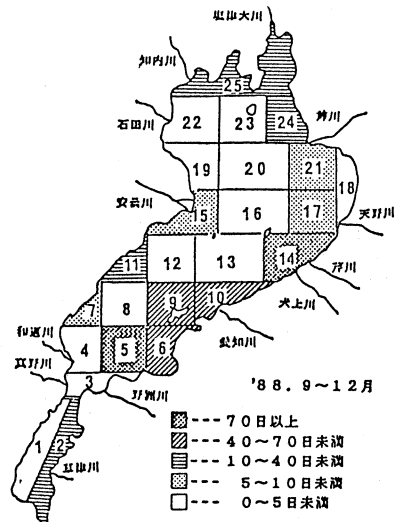 塩津大川
知内川
25
石田川
22
23
24
姉川
19
20
21
18
安曇川
15
16
17
天野川
11
12
13
14
芹川
犬上川
7
8
9
10
愛知川
和邇川
4
5
6
真野川
3
野洲川
'88. 9～12月
1
2
草山川
70日以上
40～70日未満
10～40日未満
5～10日未満
0～5日未満